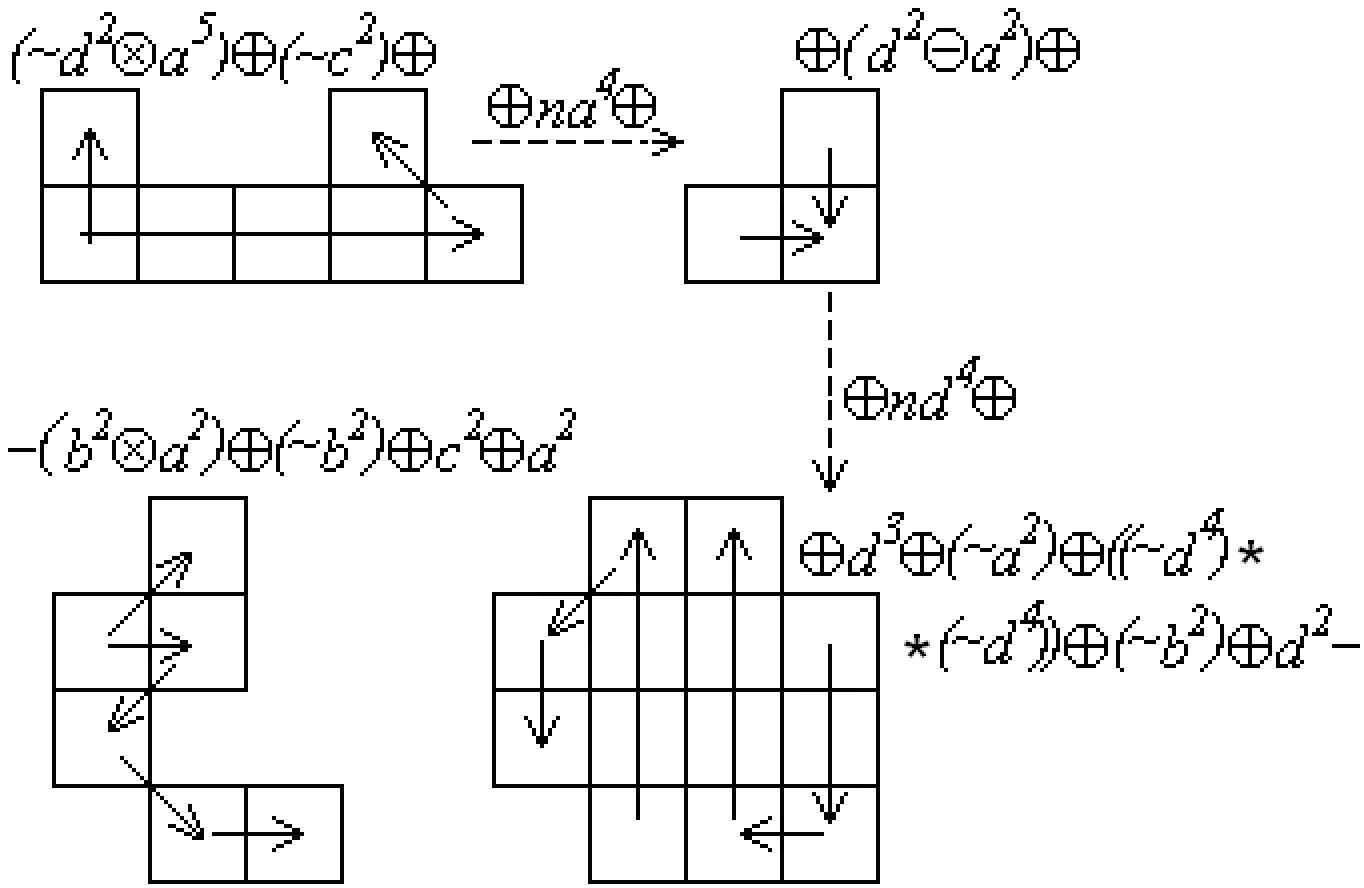 (~d²⊗a⁵)⊕(~c²)⊕
⊕na⁴⊕
⊕(d²⊖a²)⊕
⊕nd⁴⊕
-(b²⊗a²)⊕(~b²)⊕c²⊕a²
⊕d³⊕(~a²)⊕((~d⁴)*
*(~d⁴))⊕(~b²)⊕d²-